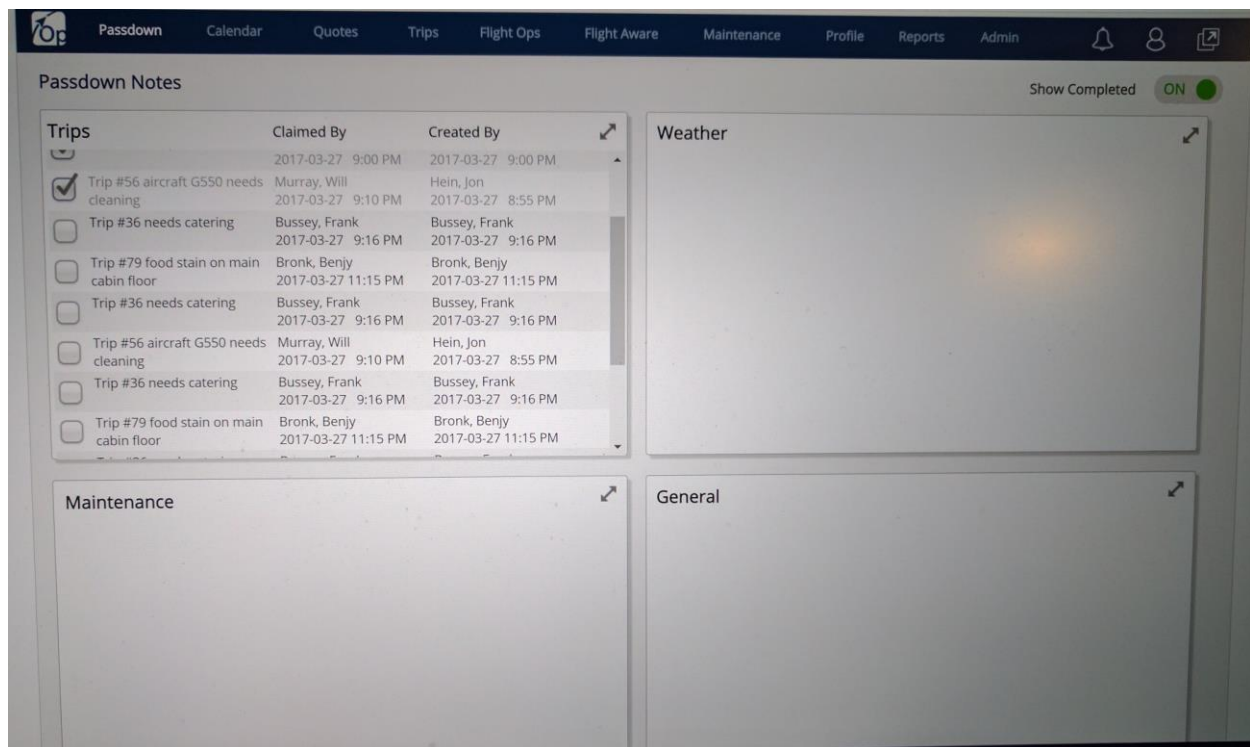 Op Passdown Calendar Quotes Trips Flight Ops Flight Aware Maintenance Profile Reports Admin
Passdown Notes
Show Completed ON
Trips Claimed By Created By
2017-03-27 9:00 PM 2017-03-27 9:00 PM
Trip #56 aircraft G550 needs Murray, Will Hein, Jon
cleaning 2017-03-27 9:10 PM 2017-03-27 8:55 PM
Trip #36 needs catering Bussey, Frank Bussey, Frank
2017-03-27 9:16 PM 2017-03-27 9:16 PM
Trip #79 food stain on main Bronk, Benjy Bronk, Benjy
cabin floor 2017-03-27 11:15 PM 2017-03-27 11:15 PM
Trip #36 needs catering Bussey, Frank Bussey, Frank
2017-03-27 9:16 PM 2017-03-27 9:16 PM
Trip #56 aircraft G550 needs Murray, Will Hein, Jon
cleaning 2017-03-27 9:10 PM 2017-03-27 8:55 PM
Trip #36 needs catering Bussey, Frank Bussey, Frank
2017-03-27 9:16 PM 2017-03-27 9:16 PM
Trip #79 food stain on main Bronk, Benjy Bronk, Benjy
cabin floor 2017-03-27 11:15 PM 2017-03-27 11:15 PM
Weather
Maintenance
General